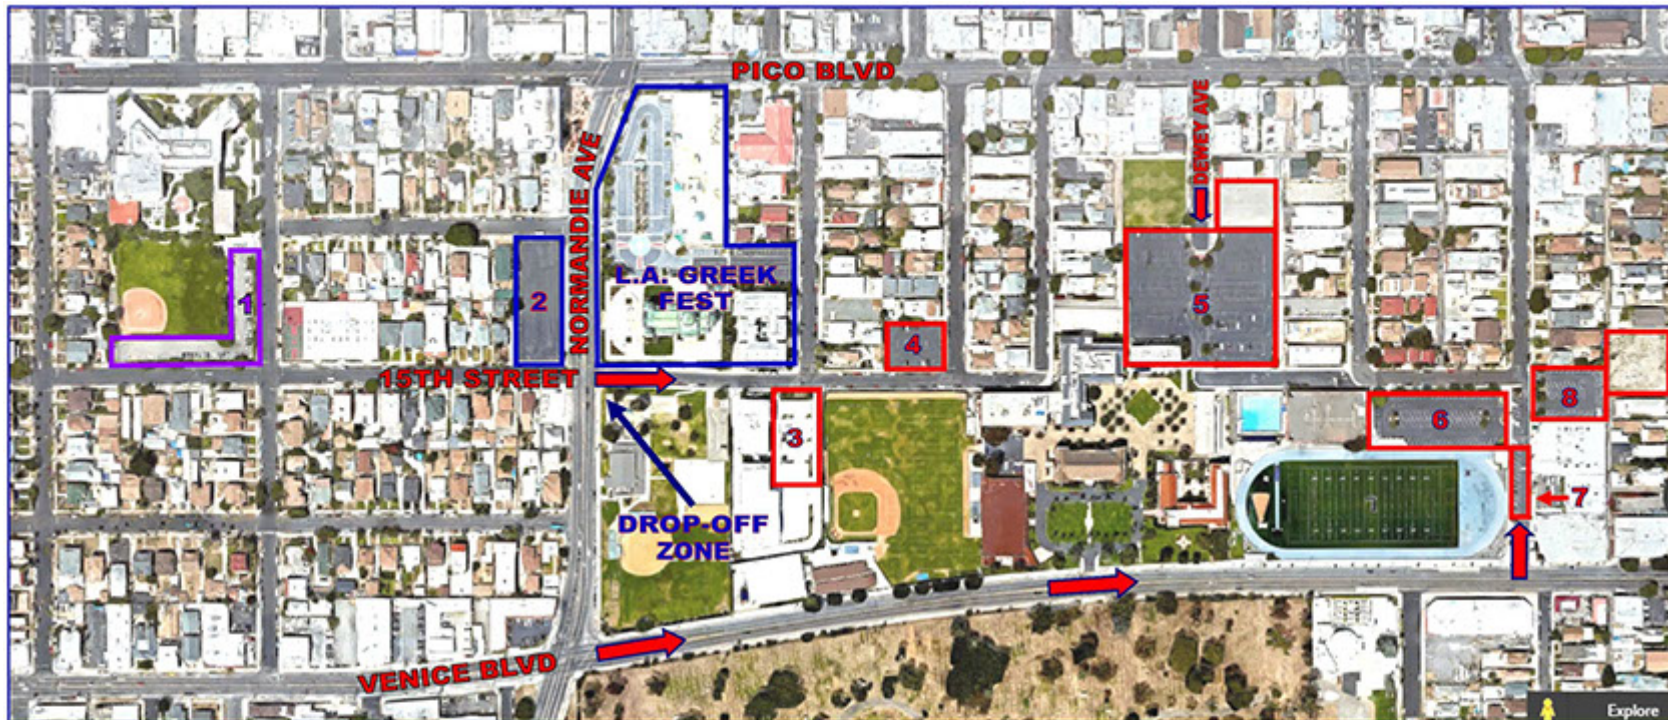 PICO BLVD
DEWEY AVE
NORMANDIE AVE
L.A. GREEK
FEST
1
2
4
5
15TH STREET
3
6
8
7
DROP-OFF
ZONE
VENICE BLVD
Explore